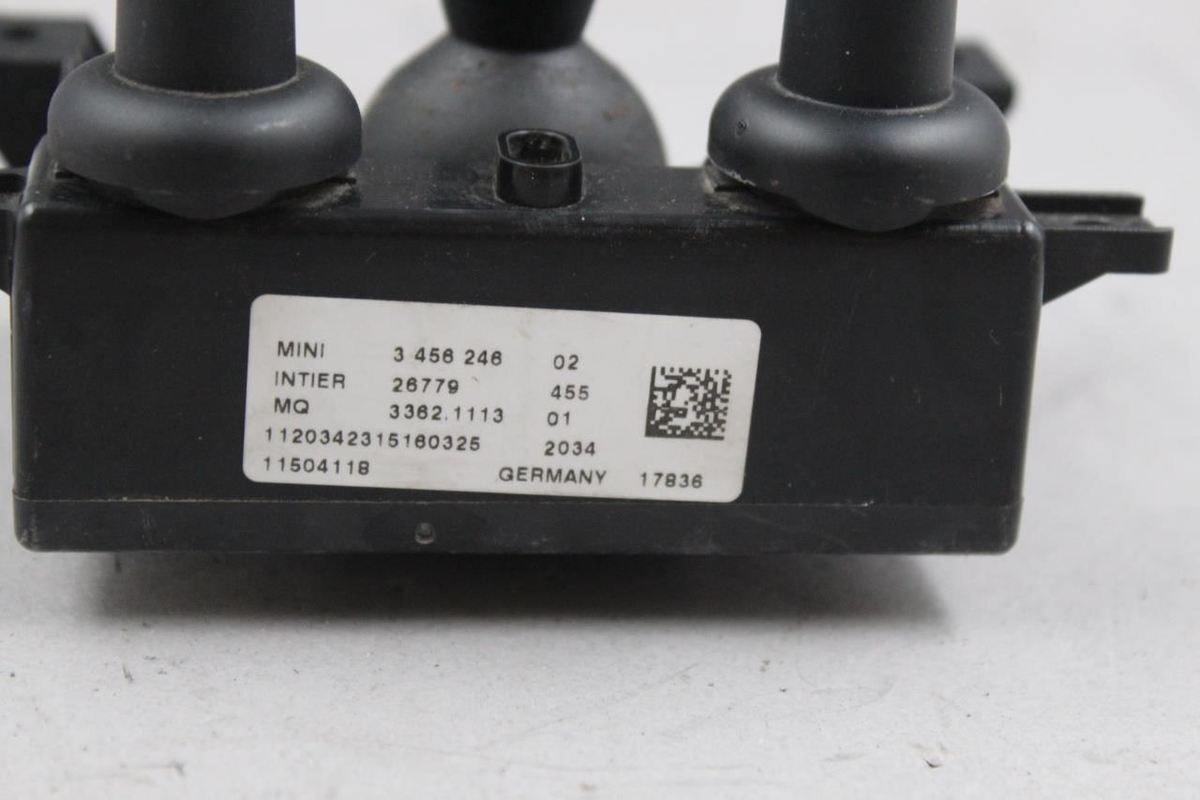 MINI 3 456 246 02
INTIER 26779 455
MQ 3362.1113 01
1120342315160325 2034
11504118 GERMANY 17836